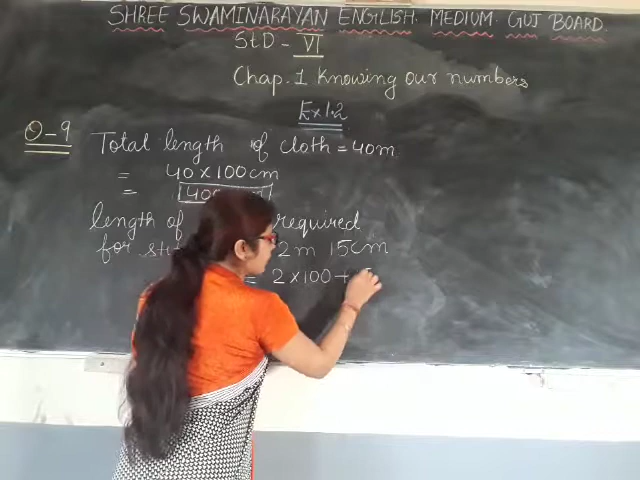 SHREE SWAMINARAYAN ENGLISH MEDIUM. GUJ BOARD.
Std - VI
Chap. 1 Knowing our numbers
Ex 1.2
Q-9 Total length of cloth = 40m
= 40 × 100 cm
=
length of required
for 2m 15cm
= 2 × 100 +